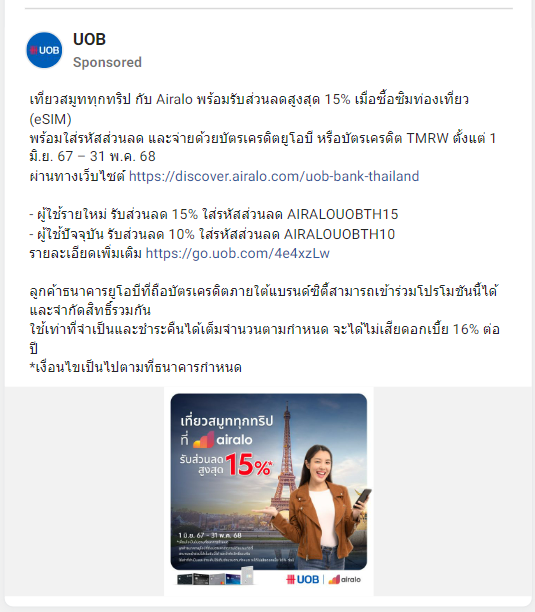 UOB
UOB
Sponsored
เที่ยวสมูททุกทริป กับ Airalo พร้อมรับส่วนลดสูงสุด 15% เมื่อซื้อซิมท่องเที่ยว
(eSIM)
พร้อมใส่รหัสส่วนลด และจ่ายด้วยบัตรเครดิตยูโอบี หรือบัตรเครดิต TMRW ตั้งแต่ 1
มิ.ย. 67 – 31 พ.ค. 68
ผ่านทางเว็บไซต์ https://discover.airalo.com/uob-bank-thailand
- ผู้ใช้รายใหม่ รับส่วนลด 15% ใส่รหัสส่วนลด AIRALOUOBTH15
- ผู้ใช้ปัจจุบัน รับส่วนลด 10% ใส่รหัสส่วนลด AIRALOUOBTH10
รายละเอียดเพิ่มเติม https://go.uob.com/4e4xzLw
ลูกค้าธนาคารยูโอบีที่ถือบัตรเครดิตภายใต้แบรนด์ซิตี้สามารถเข้าร่วมโปรโมชันนี้ได้
และจำกัดสิทธิ์รวมกัน
ใช้เท่าที่จำเป็นและชำระคืนได้เต็มจำนวนตามกำหนด จะได้ไม่เสียดอกเบี้ย 16% ต่อ
ปี
*เงื่อนไขเป็นไปตามที่ธนาคารกำหนด
เที่ยวสมูททุกทริป
ที่ airalo
รับส่วนลด
สูงสุด 15%*
1 มิ.ย. 67 - 31 พ.ค. 68
UOB | airalo